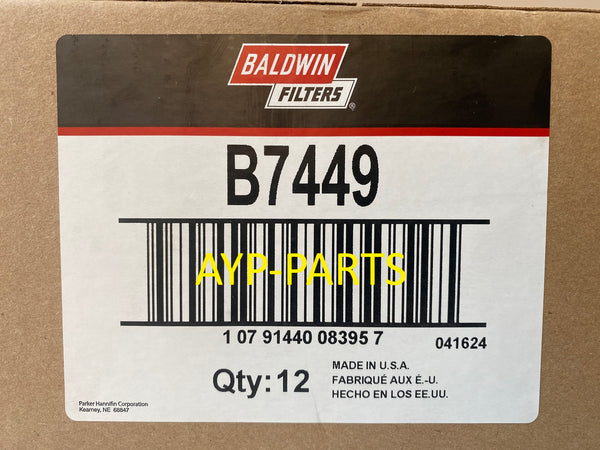 BALDWIN
FILTERS®
B7449
AYP-PARTS
1 07 91440 08395 7
041624
Qty:12
MADE IN U.S.A.
FABRIQUÉ AUX É.-U.
HECHO EN LOS EE.UU.
Parker Hannifin Corporation
Kearney, NE 68847